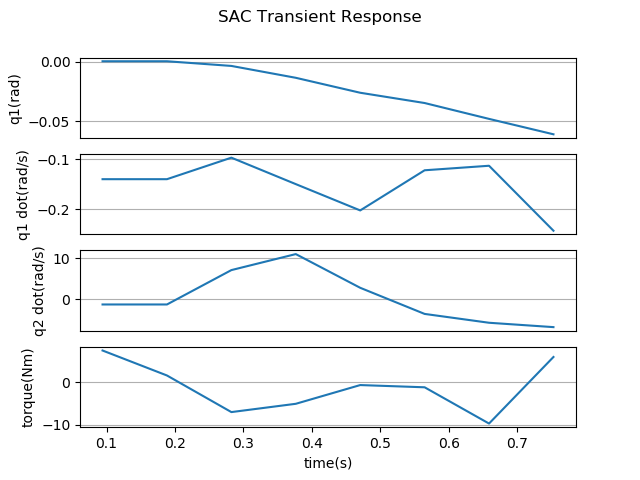 SAC Transient Response
0.00
−0.05
q1(rad)
−0.1
−0.2
q1 dot(rad/s)
10
0
q2 dot(rad/s)
0
−10
torque(Nm)
0.1 0.2 0.3 0.4 0.5 0.6 0.7
time(s)